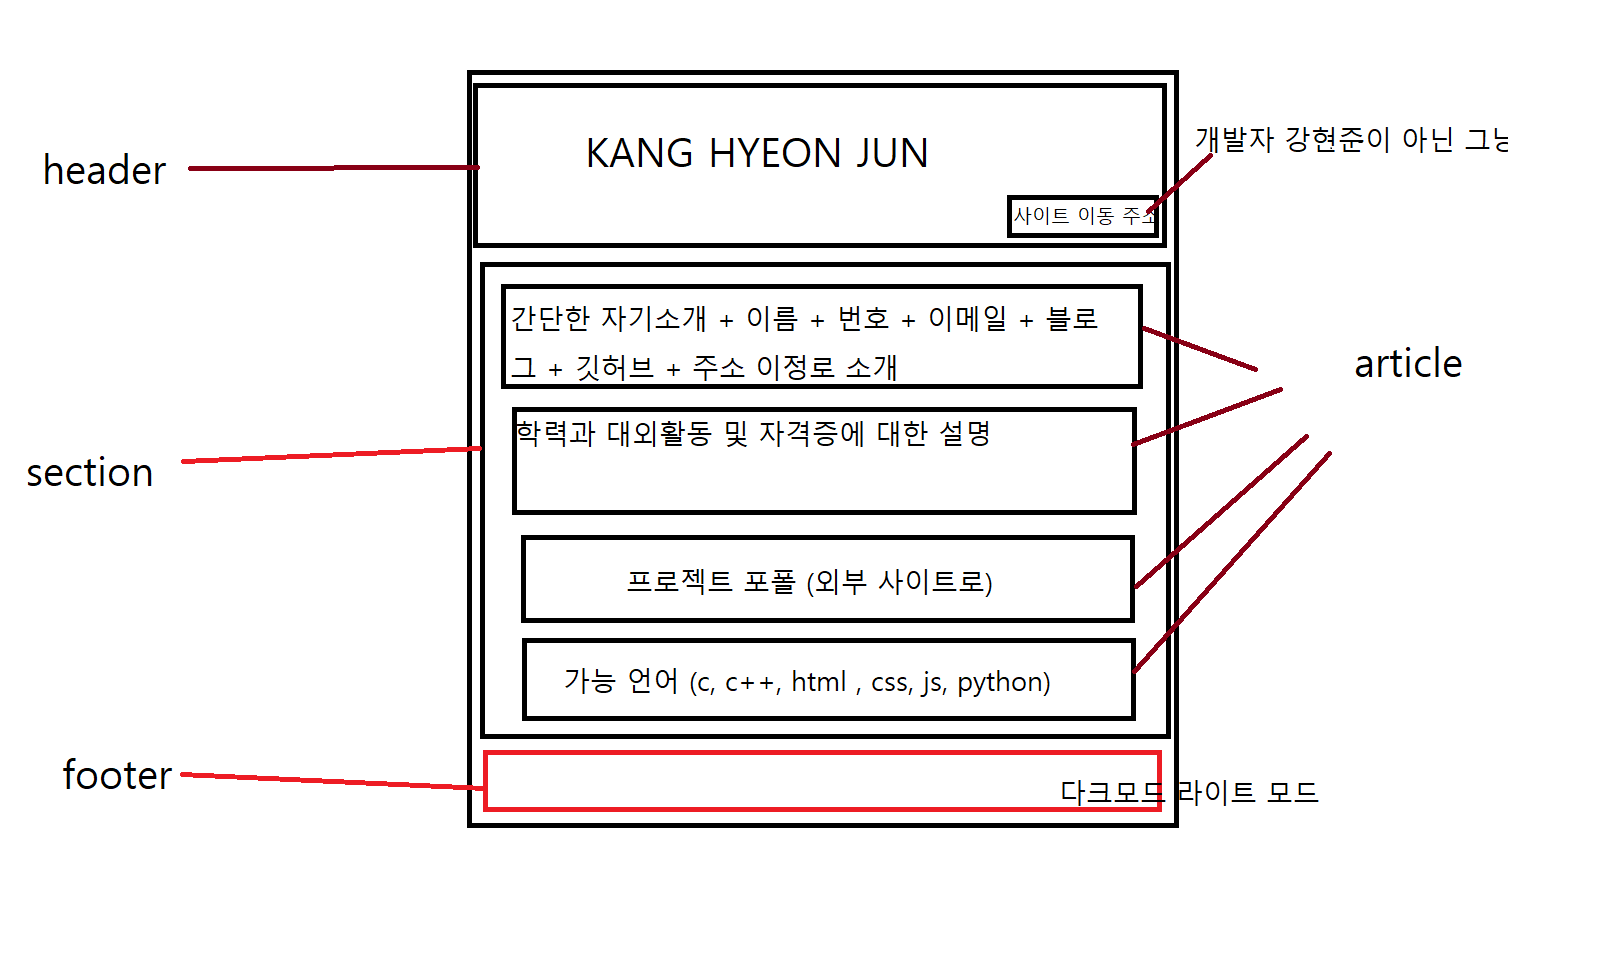 KANG HYEON JUN
개발자 강현준이 아닌
header
사이트 이동 주소
간단한 자기소개 + 이름 + 번호 + 이메일 + 블로
그 + 깃허브 + 주소 이정로 소개
article
학력과 대외활동 및 자격증에 대한 설명
section
프로젝트 포폴 (외부 사이트로)
가능 언어 (c, c++, html , css, js, python)
footer
다크모드 라이트 모드